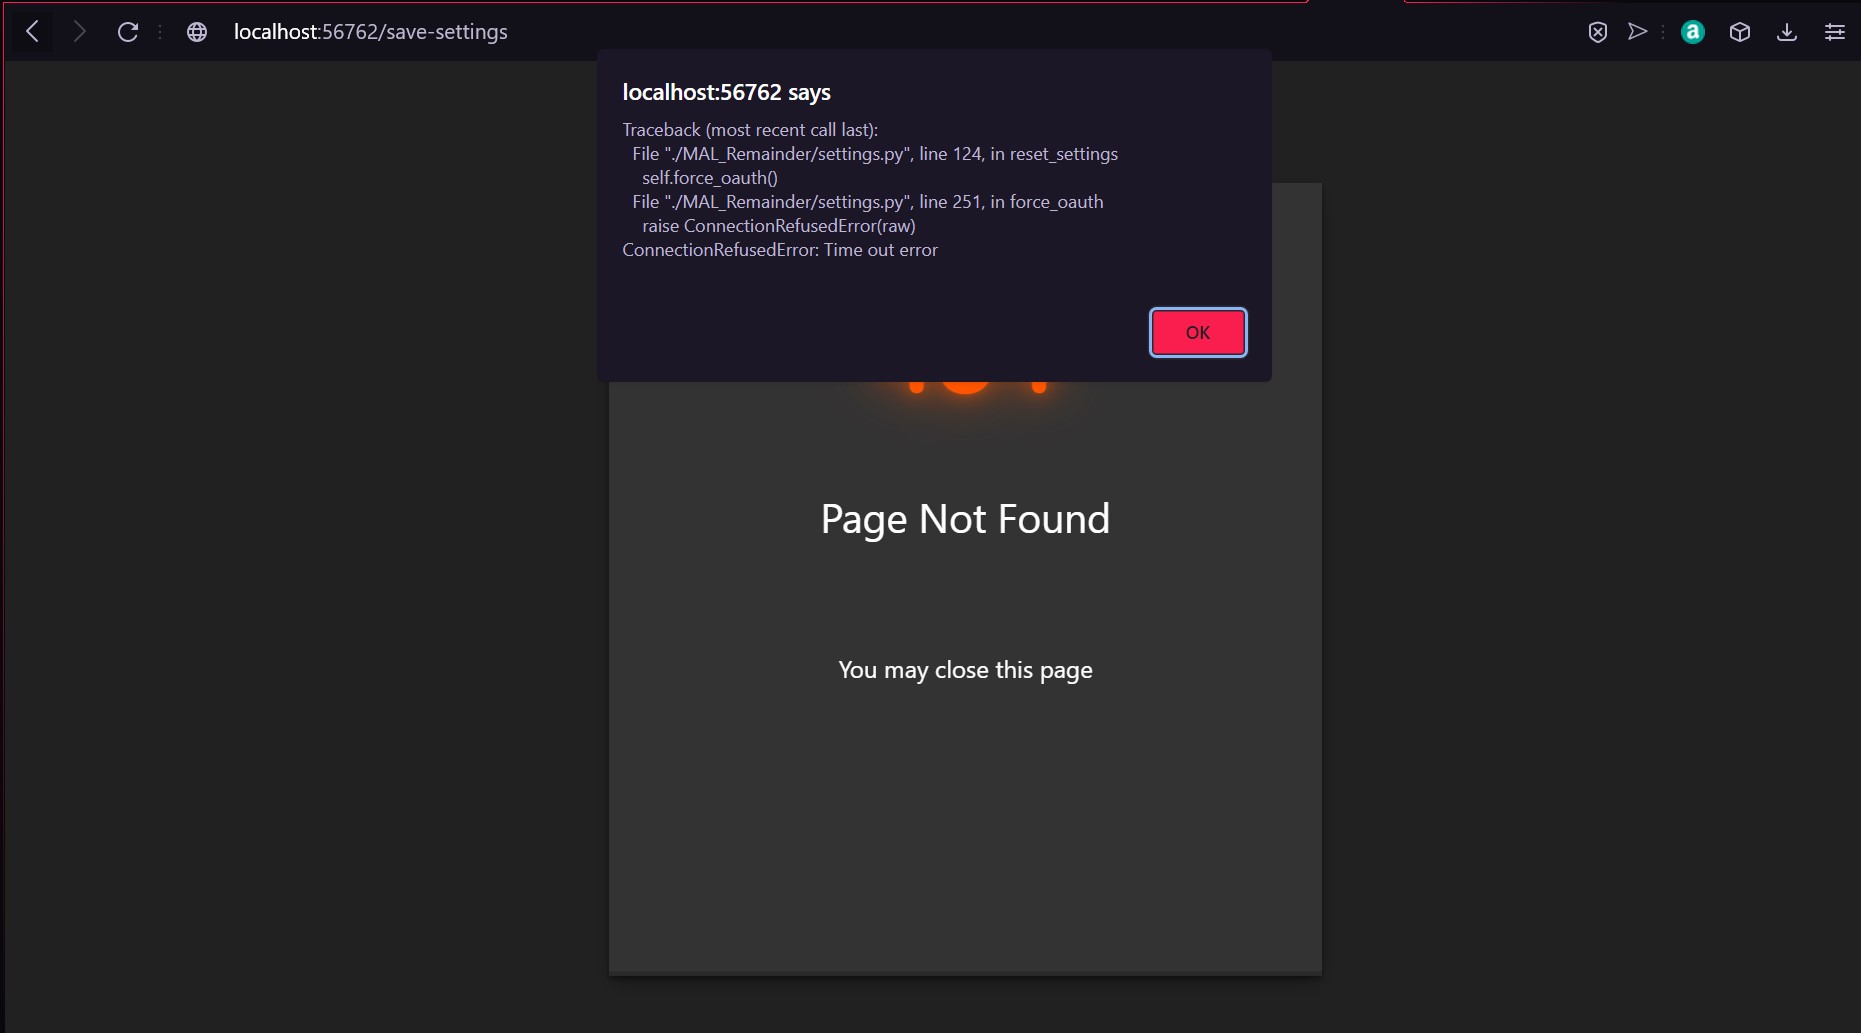 localhost:56762/save-settings
a
localhost:56762 says
Traceback (most recent call last):
File "./MAL_Remainder/settings.py", line 124, in reset_settings
self.force_oauth()
File "./MAL_Remainder/settings.py", line 251, in force_oauth
raise ConnectionRefusedError(raw)
ConnectionRefusedError: Time out error
OK
Page Not Found
You may close this page